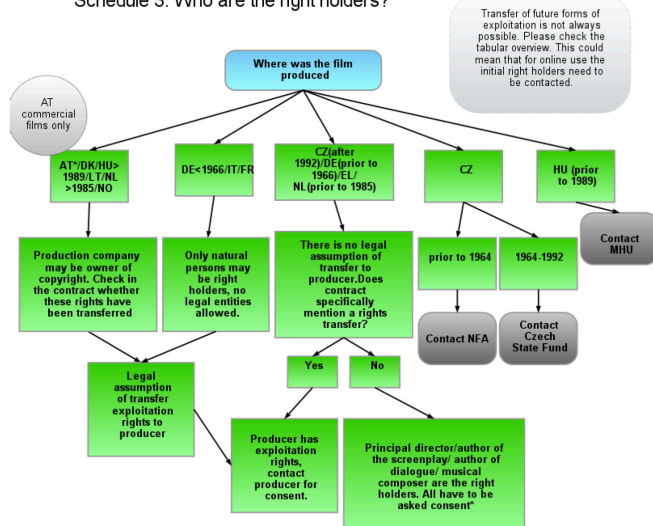 Schedule 3: Who are the right holders?
Transfer of future forms of
exploitation is not always
possible. Please check the
tabular overview. This could
mean that for online use the
initial right holders need to
be contacted.
Where was the film
produced
AT
commercial
films only
AT*/DK/HU>
1989/LT/NL
>1985/NO
DE<1966/IT/FR
CZ(after
1992)/DE(prior to
1966)/EL/
NL(prior to 1985)
CZ
HU (prior
to 1989)
Contact
MHU
Production company
may be owner of
copyright. Check in
the contract whether
these rights have
been transferred
Only natural
persons may be
right holders, no
legal entities
allowed.
There is no legal
assumption of
transfer to
producer.Does
contract
specifically
mention a rights
transfer?
prior to 1964
1964-1992
Contact NFA
Contact
Czech
State Fund
Yes
No
Legal
assumption
of transfer
exploitation
rights to
producer
Producer has
exploitation
rights,
contact
producer for
consent.
Principal director/author of
the screenplay/ author of
dialogue/ musical
composer are the right
holders. All have to be
asked consent*